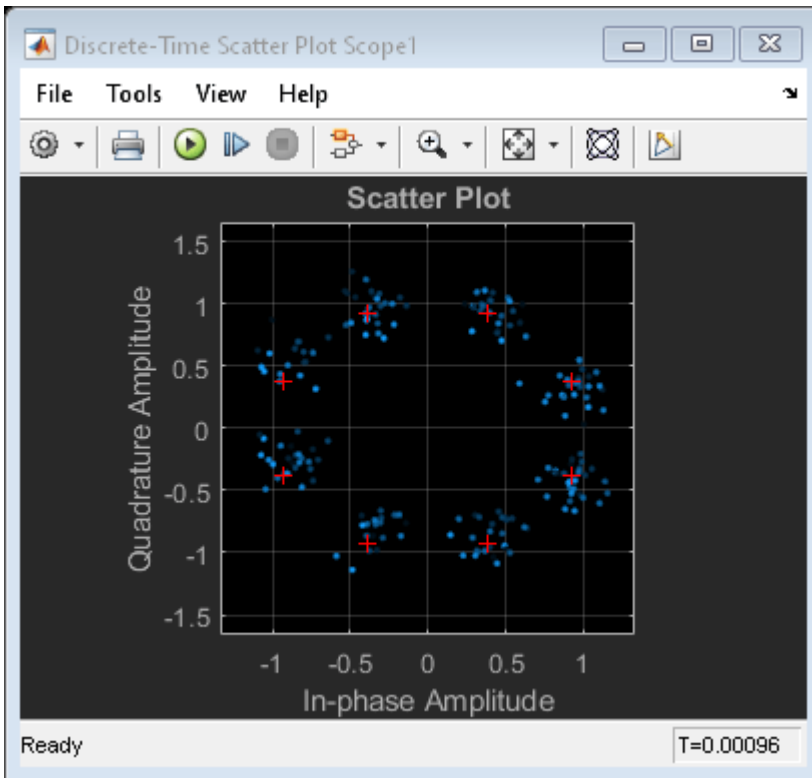 Discrete-Time Scatter Plot Scope1
File Tools View Help
Scatter Plot
1.5
1
0.5
0
-0.5
-1
-1.5
Quadrature Amplitude
-1 -0.5 0 0.5 1
In-phase Amplitude
Ready T=0.00096